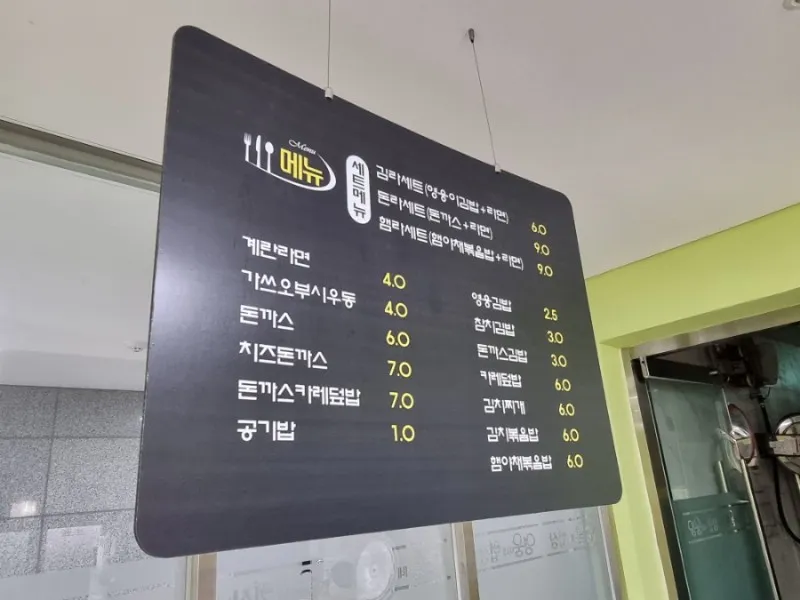 Menu
메뉴
세트메뉴
김라세트(영웅이김밥+라면) 6.0
돈라세트(돈까스+라면) 9.0
햄라세트(햄야채볶음밥+라면) 9.0
계란라면 4.0
가쓰오부시우동 4.0
돈까스 6.0
치즈돈까스 7.0
돈까스카레덮밥 7.0
공기밥 1.0
영웅김밥 2.5
참치김밥 3.0
돈까스김밥 3.0
카레덮밥 6.0
김치찌개 6.0
김치볶음밥 6.0
햄야채볶음밥 6.0